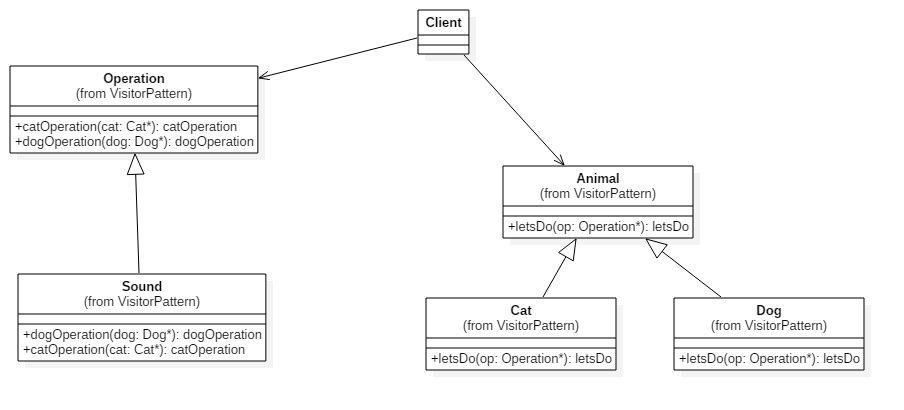 Client
Operation
(from VisitorPattern)
+catOperation(cat: Cat*): catOperation
+dogOperation(dog: Dog*): dogOperation
Animal
(from VisitorPattern)
+letsDo(op: Operation*): letsDo
Sound
(from VisitorPattern)
+dogOperation(dog: Dog*): dogOperation
+catOperation(cat: Cat*): catOperation
Cat
(from VisitorPattern)
+letsDo(op: Operation*): letsDo
Dog
(from VisitorPattern)
+letsDo(op: Operation*): letsDo